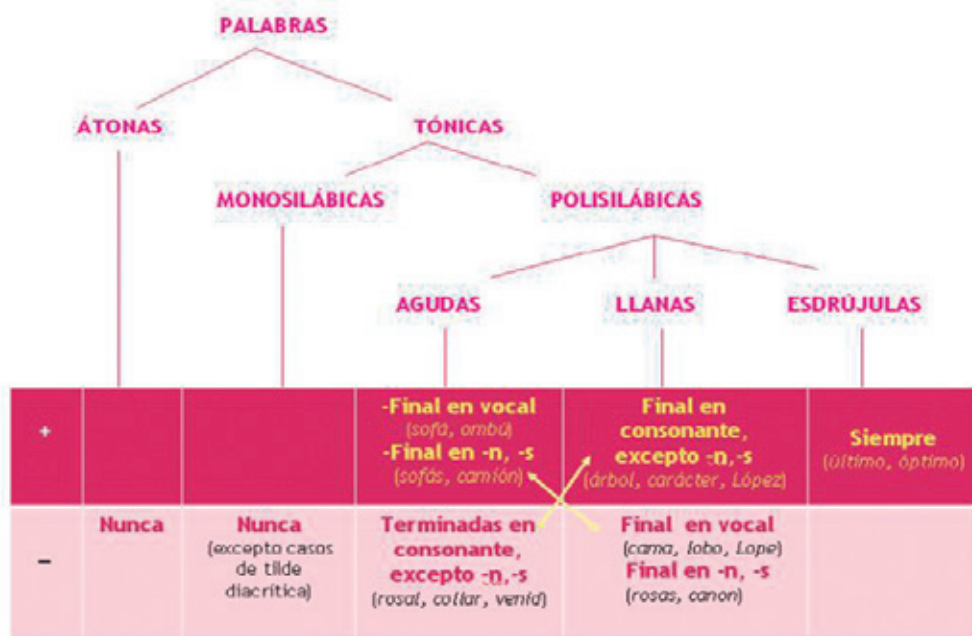 PALABRAS
ÁTONAS
TÓNICAS
MONOSILÁBICAS
POLISILÁBICAS
AGUDAS
LLANAS
ESDRÚJULAS
+
-Final en vocal
(sofá, ombú)
-Final en -n, -s
(sofás, camión)
Final en
consonante,
excepto -n,-s
(árbol, carácter, López)
Siempre
(último, óptimo)
–
Nunca
Nunca
(excepto casos
de tilde
diacrítica)
Terminadas en
consonante,
excepto -n,-s
(rosal, collar, venid)
Final en vocal
(cama, lobo, Lope)
Final en -n, -s
(rosas, canon)